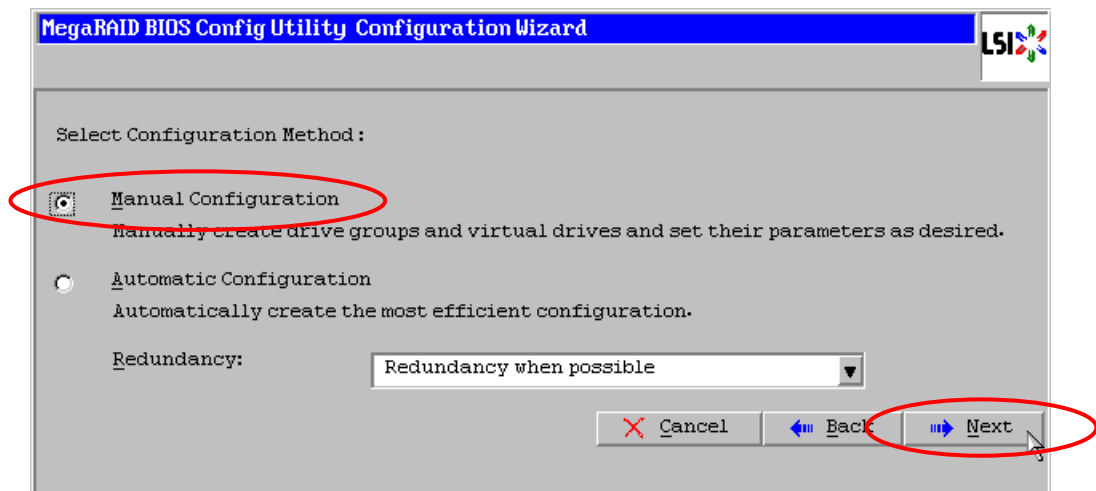 MegaRAID BIOS Config Utility Configuration Wizard
LSI
Select Configuration Method:
Manual Configuration
Manually create drive groups and virtual drives and set their parameters as desired.
Automatic Configuration
Automatically create the most efficient configuration.
Redundancy: Redundancy when possible
Cancel Back Next